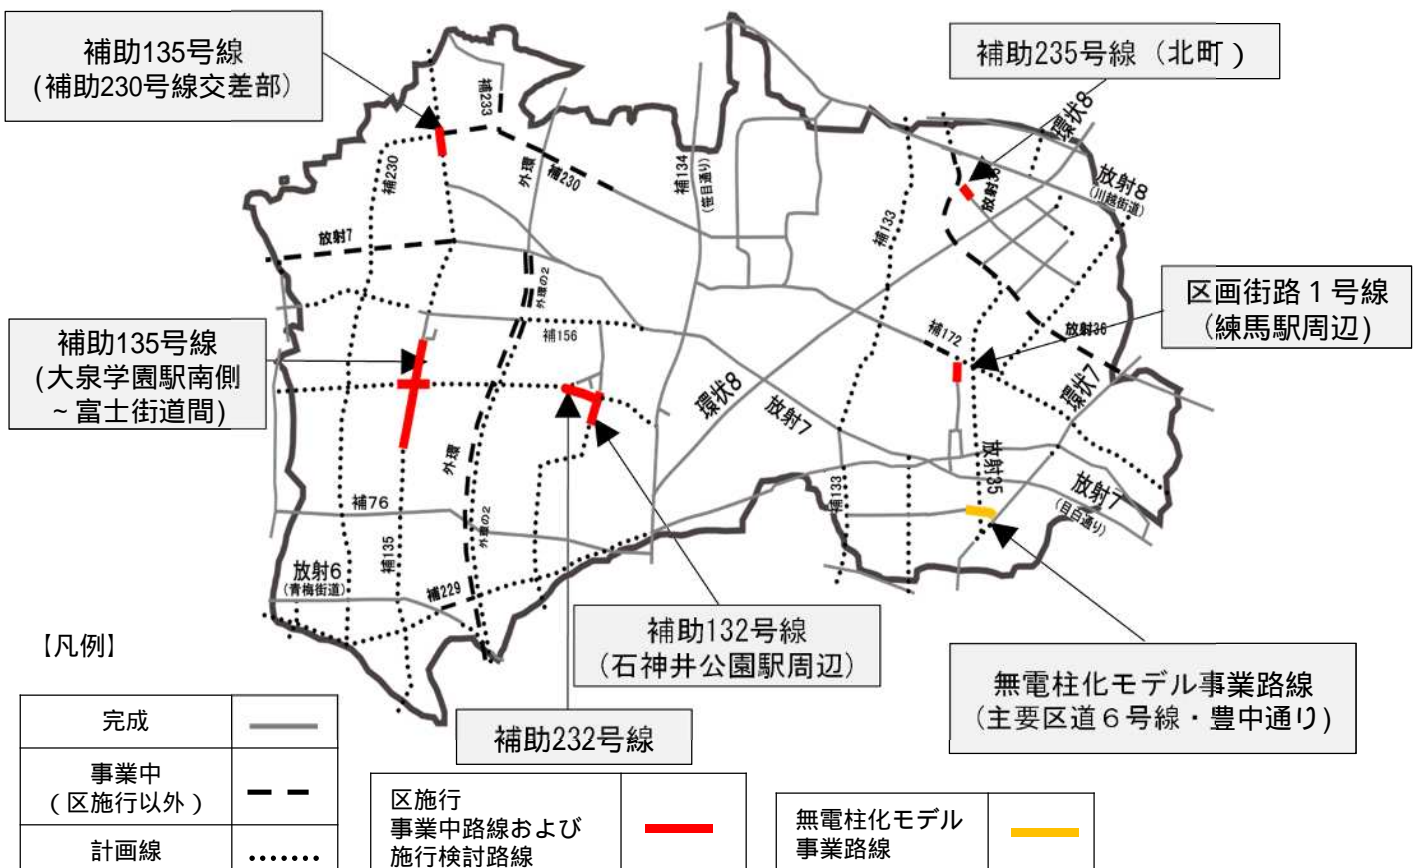 補助135号線
(補助230号線交差部)
補助235号線（北町）
補233
環状8
外環
補134
(笹目通り)
補230
補230
放射8
(川越街道)
放射35
補133
放射7
外環の2
区画街路１号線
（練馬駅周辺）
補助135号線
(大泉学園駅南側
～富士街道間)
補156
補172
放射36
環状8
環状7
放射7
外環
放射35
補133
放射7
(目白通り)
補76
外環の2
補135
放射6
(青梅街道)
補229
補助132号線
（石神井公園駅周辺）
無電柱化モデル事業路線
（主要区道６号線・豊中通り)
補助232号線
【凡例】
完成
事業中
(区施行以外)
計画線
区施行
事業中路線および
施行検討路線
無電柱化モデル
事業路線